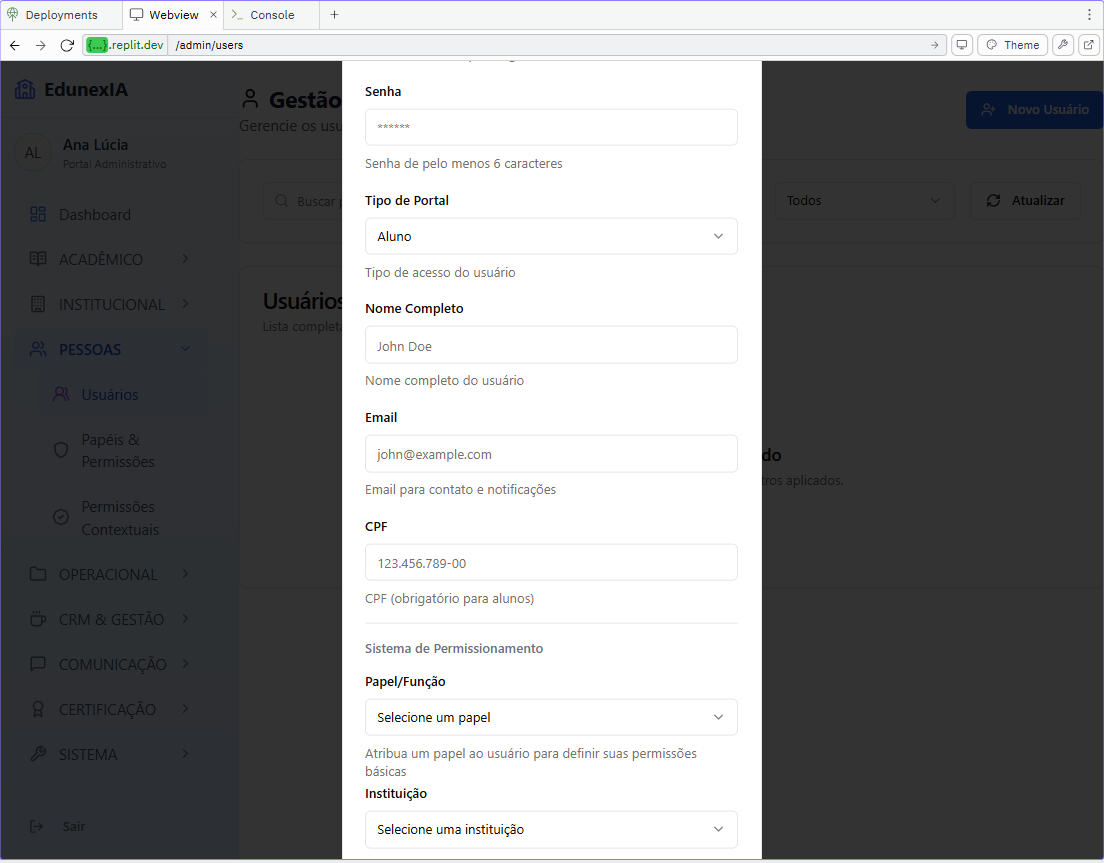 Deployments
Webview
Console
{...}.replit.dev
/admin/users
Theme
EdunexIA
AL
Ana Lúcia
Portal Administrativo
Dashboard
ACADÊMICO
INSTITUCIONAL
PESSOAS
Usuários
Papéis &
Permissões
Permissões
Contextuais
OPERACIONAL
CRM & GESTÃO
COMUNICAÇÃO
CERTIFICAÇÃO
SISTEMA
Sair
Gestão
Gerencie os usu
Novo Usuário
Buscar p
Todos
Atualizar
Usuários
Lista completa
do
tros aplicados.
Senha
******
Senha de pelo menos 6 caracteres
Tipo de Portal
Aluno
Tipo de acesso do usuário
Nome Completo
John Doe
Nome completo do usuário
Email
john@example.com
Email para contato e notificações
CPF
123.456.789-00
CPF (obrigatório para alunos)
Sistema de Permissionamento
Papel/Função
Selecione um papel
Atribua um papel ao usuário para definir suas permissões
básicas
Instituição
Selecione uma instituição